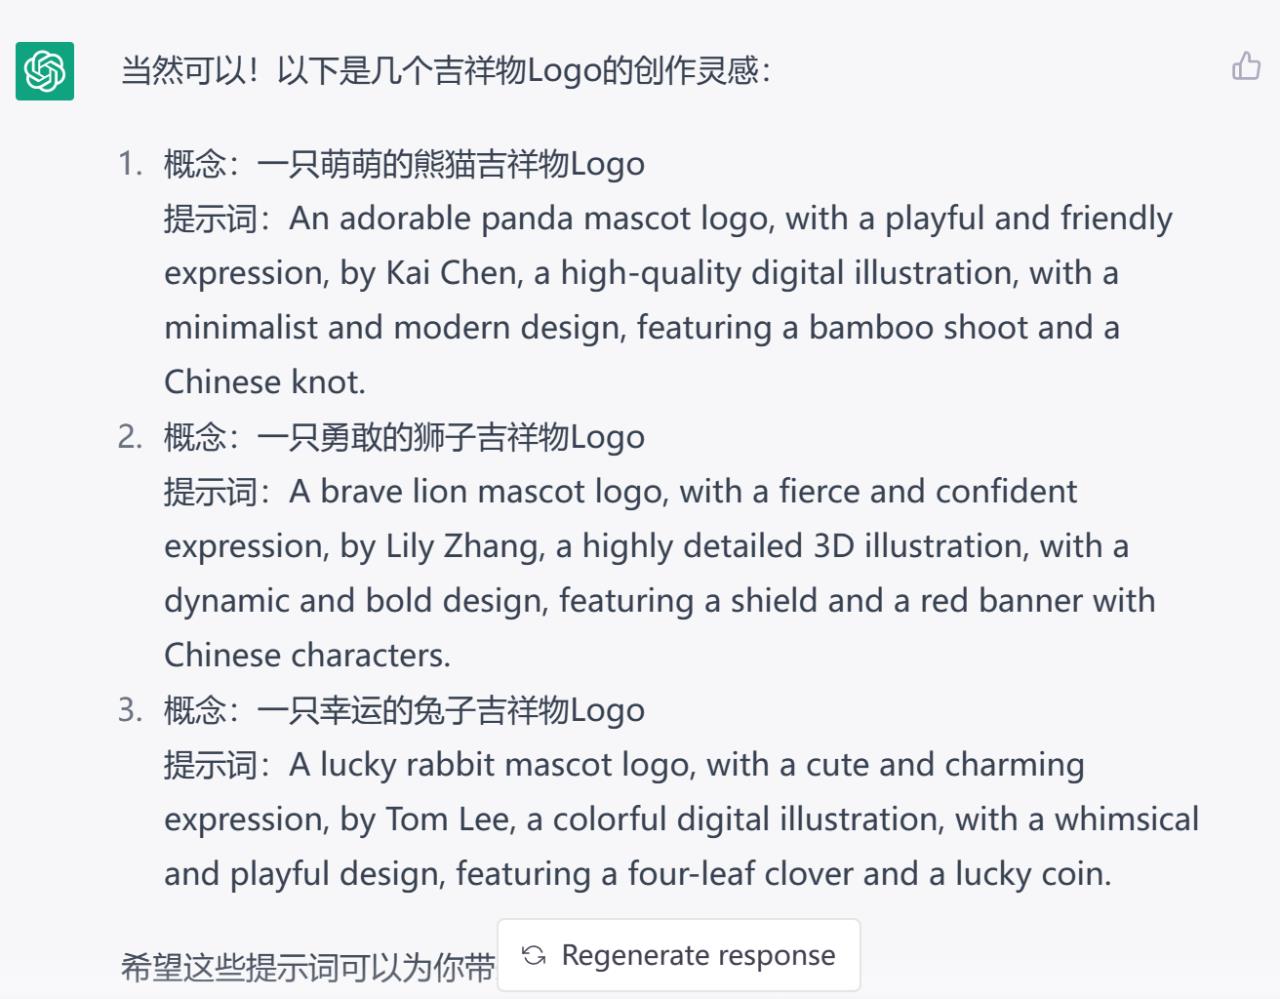 当然可以！以下是几个吉祥物Logo的创作灵感：
1. 概念：一只萌萌的熊猫吉祥物Logo
提示词：An adorable panda mascot logo, with a playful and friendly
expression, by Kai Chen, a high-quality digital illustration, with a
minimalist and modern design, featuring a bamboo shoot and a
Chinese knot.
2. 概念：一只勇敢的狮子吉祥物Logo
提示词：A brave lion mascot logo, with a fierce and confident
expression, by Lily Zhang, a highly detailed 3D illustration, with a
dynamic and bold design, featuring a shield and a red banner with
Chinese characters.
3. 概念：一只幸运的兔子吉祥物Logo
提示词：A lucky rabbit mascot logo, with a cute and charming
expression, by Tom Lee, a colorful digital illustration, with a whimsical
and playful design, featuring a four-leaf clover and a lucky coin.
希望这些提示词可以为你带
Regenerate response